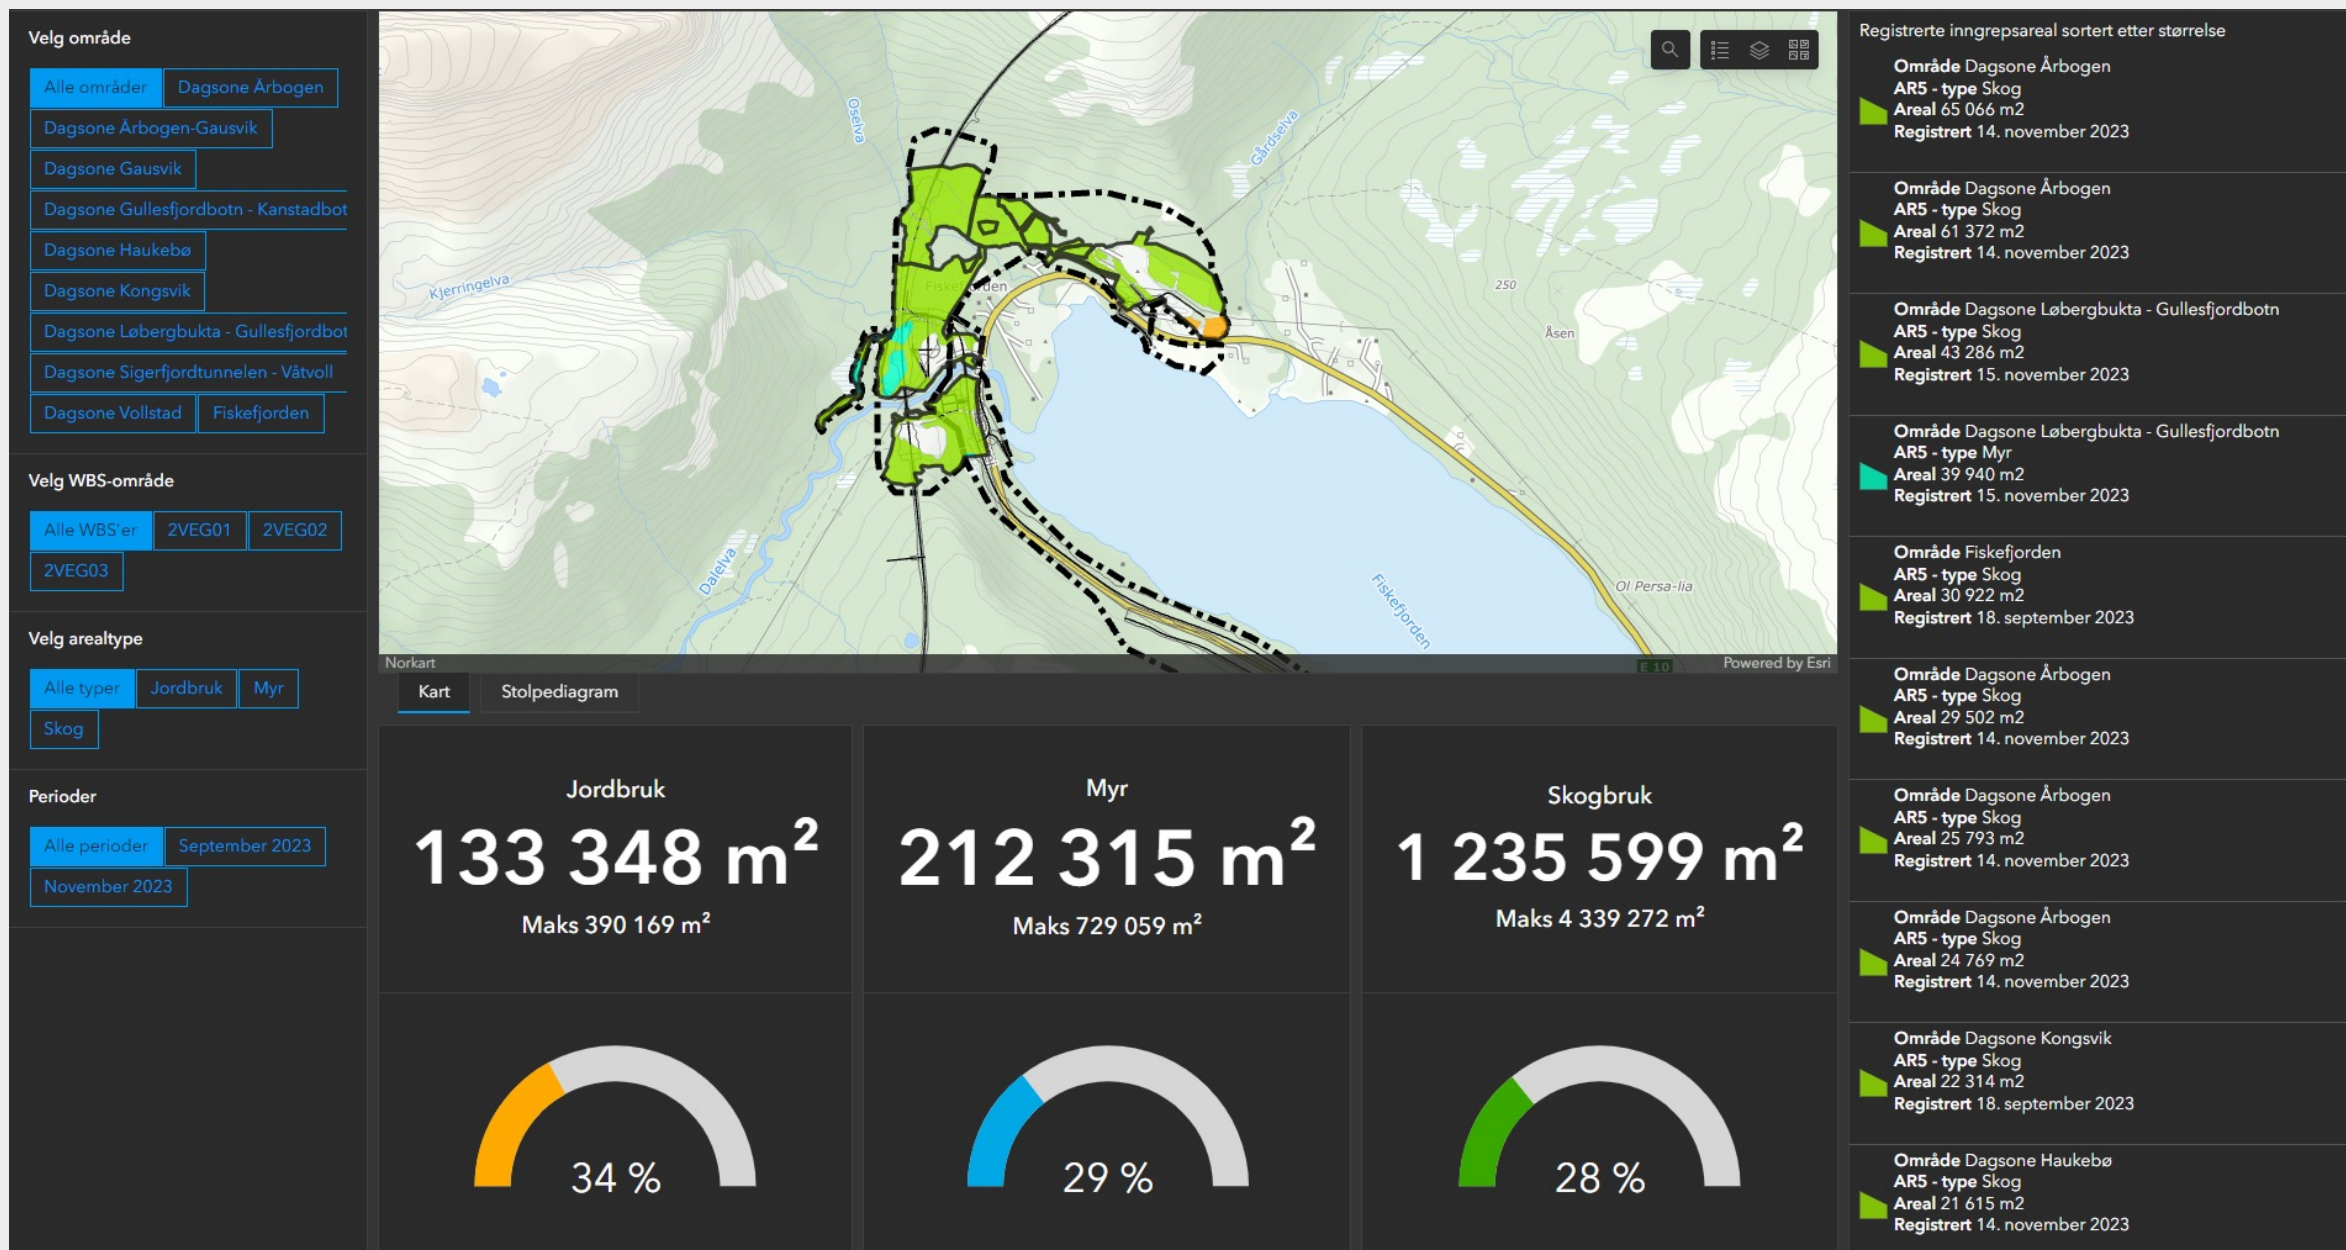 Velg område
Alle områder
Dagsone Årbogen
Dagsone Årbogen-Gausvik
Dagsone Gausvik
Dagsone Gullesfjordbotn - Kanstadbot
Dagsone Haukebø
Dagsone Kongsvik
Dagsone Løbergbukta - Gullesfjordbot
Dagsone Sigerfjordtunnelen - Våtvoll
Dagsone Vollstad
Fiskefjorden
Velg WBS-område
Alle WBS'er
2VEG01
2VEG02
2VEG03
Velg arealtype
Alle typer
Jordbruk
Myr
Skog
Perioder
Alle perioder
September 2023
November 2023
Oselva
Gårdselva
Kjerringelva
Fiskefjorden
250
Åsen
Dalelva
Fiskefjorden
Ol Persa-lia
E 10
Norkart
Powered by Esri
Kart
Stolpediagram
Jordbruk
133 348 m²
Maks 390 169 m²
34 %
Myr
212 315 m²
Maks 729 059 m²
29 %
Skogbruk
1 235 599 m²
Maks 4 339 272 m²
28 %
Registrerte inngrepsareal sortert etter størrelse
Område Dagsone Årbogen
AR5 - type Skog
Areal 65 066 m2
Registrert 14. november 2023
Område Dagsone Årbogen
AR5 - type Skog
Areal 61 372 m2
Registrert 14. november 2023
Område Dagsone Løbergbukta - Gullesfjordbotn
AR5 - type Skog
Areal 43 286 m2
Registrert 15. november 2023
Område Dagsone Løbergbukta - Gullesfjordbotn
AR5 - type Myr
Areal 39 940 m2
Registrert 15. november 2023
Område Fiskefjorden
AR5 - type Skog
Areal 30 922 m2
Registrert 18. september 2023
Område Dagsone Årbogen
AR5 - type Skog
Areal 29 502 m2
Registrert 14. november 2023
Område Dagsone Årbogen
AR5 - type Skog
Areal 25 793 m2
Registrert 14. november 2023
Område Dagsone Årbogen
AR5 - type Skog
Areal 24 769 m2
Registrert 14. november 2023
Område Dagsone Kongsvik
AR5 - type Skog
Areal 22 314 m2
Registrert 18. september 2023
Område Dagsone Haukebø
AR5 - type Skog
Areal 21 615 m2
Registrert 14. november 2023